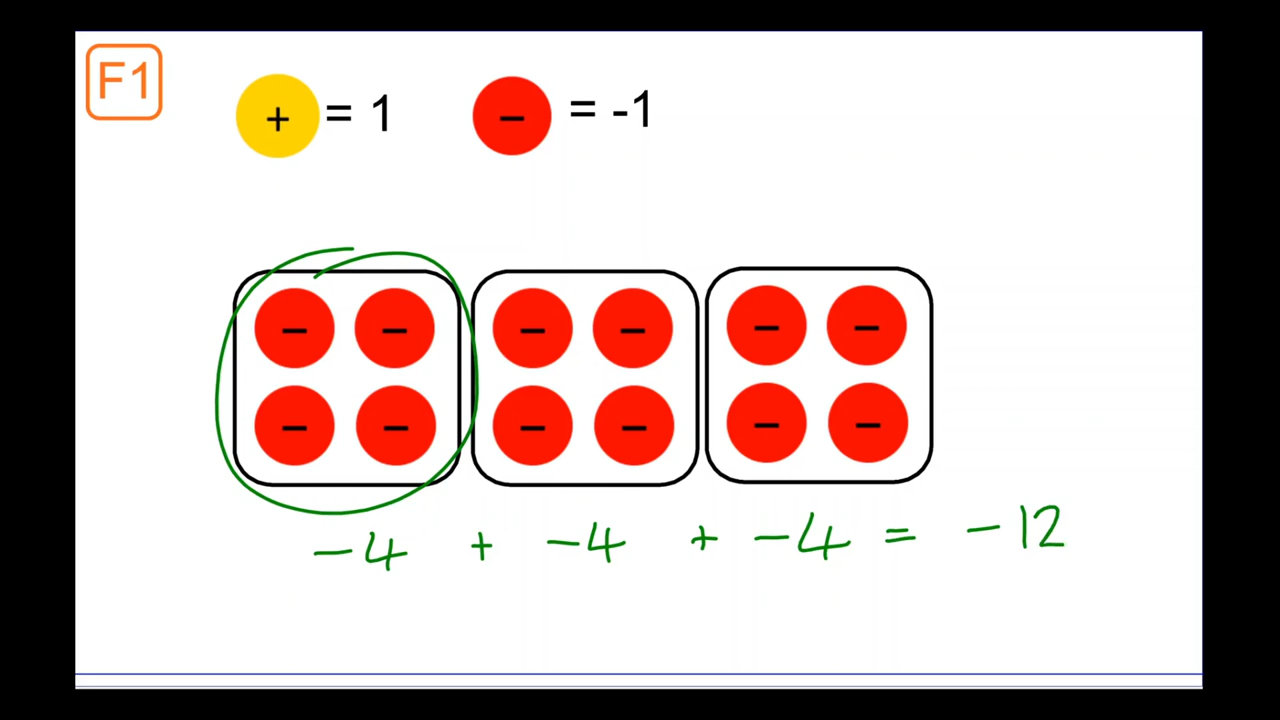 F1
+ = 1 - = -1
- - - - - -
- - - - - -
-4 + -4 + -4 = -12